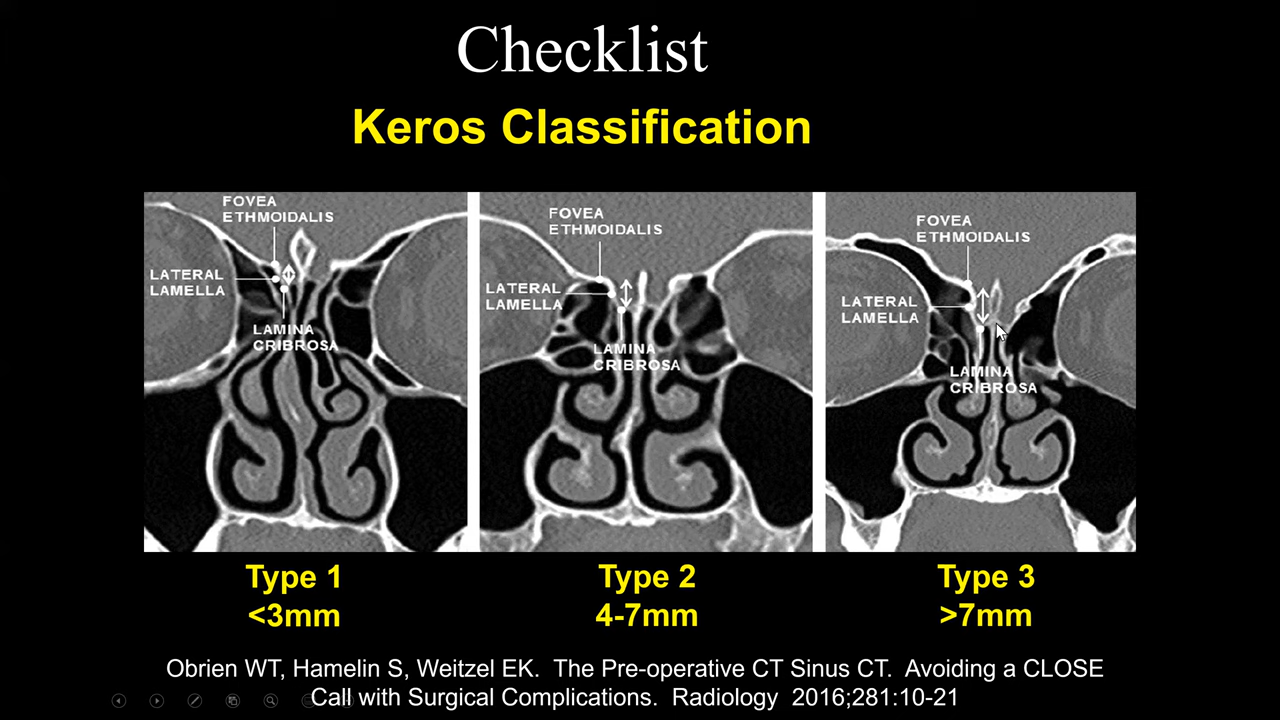 Checklist
Keros Classification
FOVEA
ETHMOIDALIS
LATERAL
LAMELLA
LAMINA
CRIBROSA
FOVEA
ETHMOIDALIS
LATERAL
LAMELLA
LAMINA
CRIBROSA
FOVEA
ETHMOIDALIS
LATERAL
LAMELLA
LAMINA
CRIBROSA
Type 1
<3mm
Type 2
4-7mm
Type 3
>7mm
Obrien WT, Hamelin S, Weitzel EK. The Pre-operative CT Sinus CT. Avoiding a CLOSE
Call with Surgical Complications. Radiology 2016;281:10-21